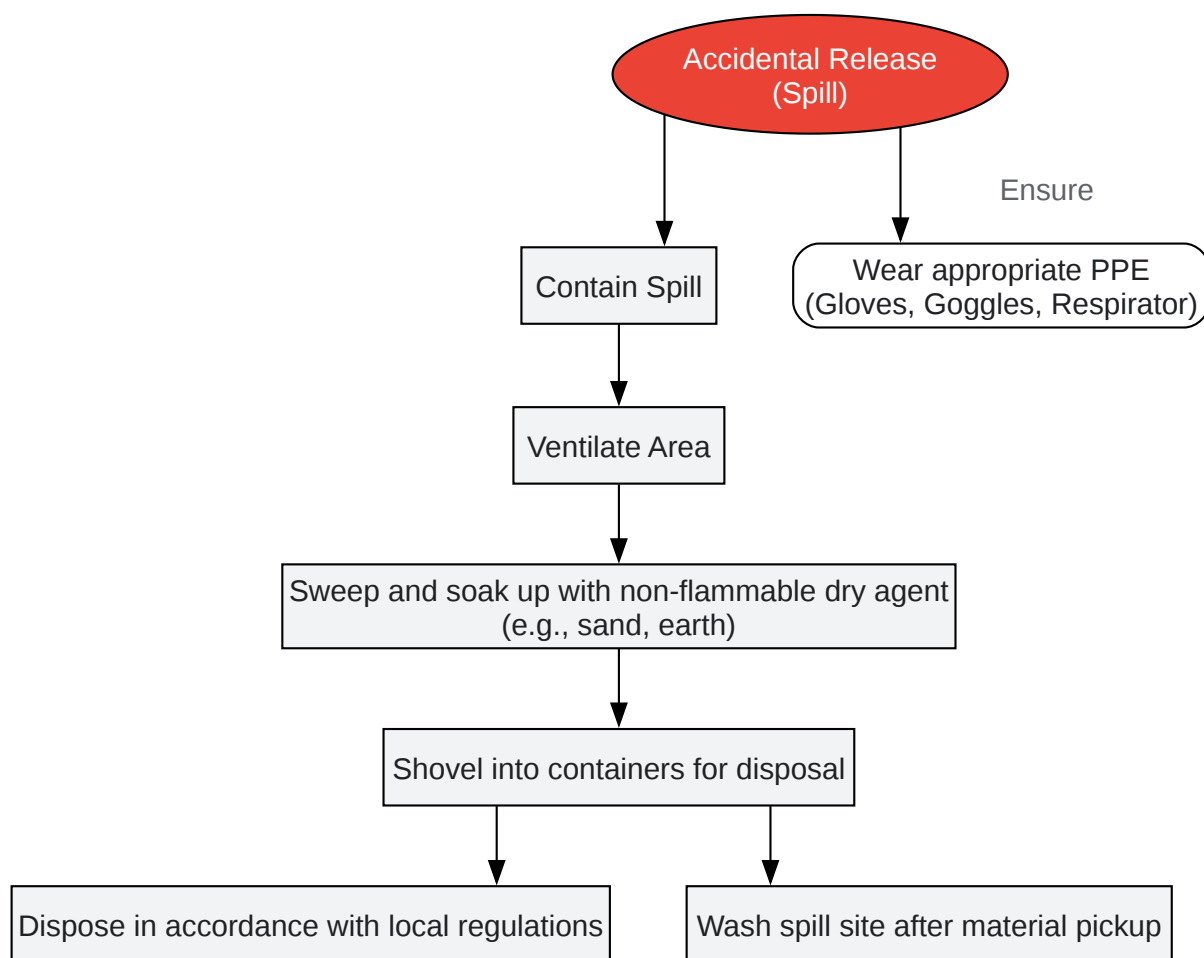 Accidental Release
(Spill)
Ensure
Contain Spill
Wear appropriate PPE
(Gloves, Goggles, Respirator)
Ventilate Area
Sweep and soak up with non-flammable dry agent
(e.g., sand, earth)
Shovel into containers for disposal
Dispose in accordance with local regulations
Wash spill site after material pickup